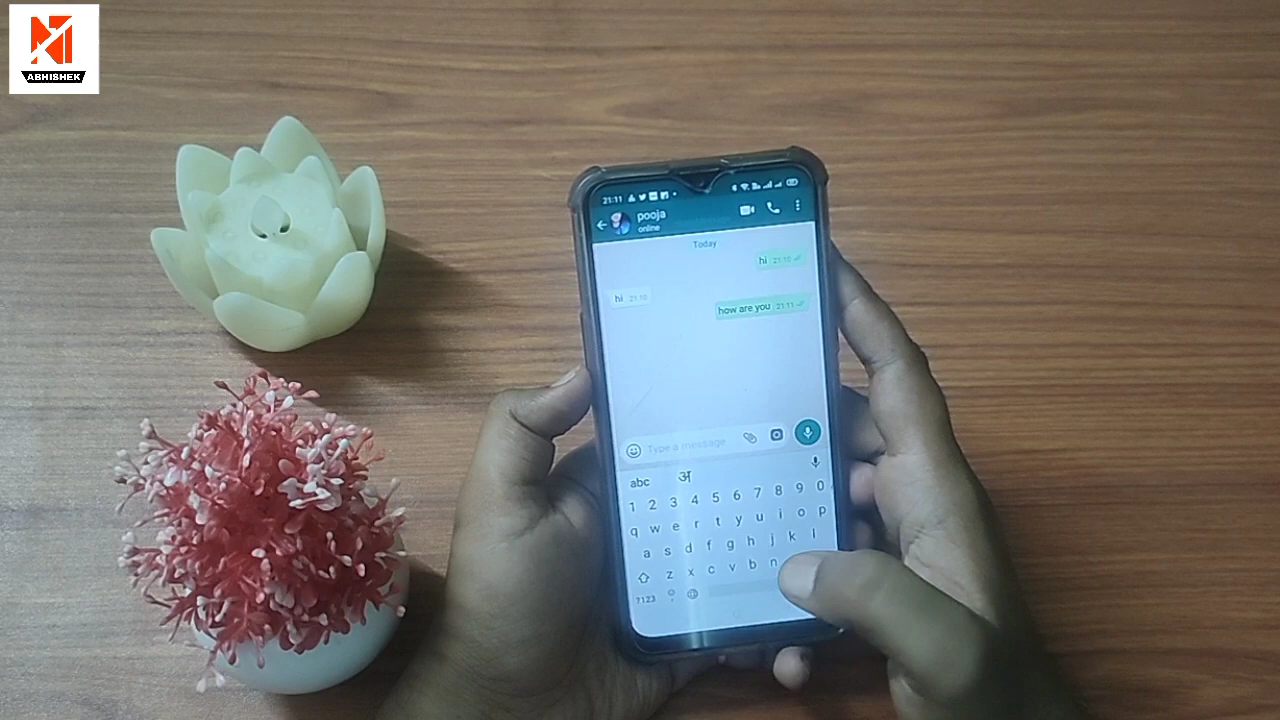 ABHISHEK
21:11
pooja
online
Today
hi 21:10
hi 21:10
how are you 21:11
Type a message
abc अ
1 2 3 4 5 6 7 8 9 0
q w e r t y u i o p
a s d f g h j k l
z x c v b n
?123